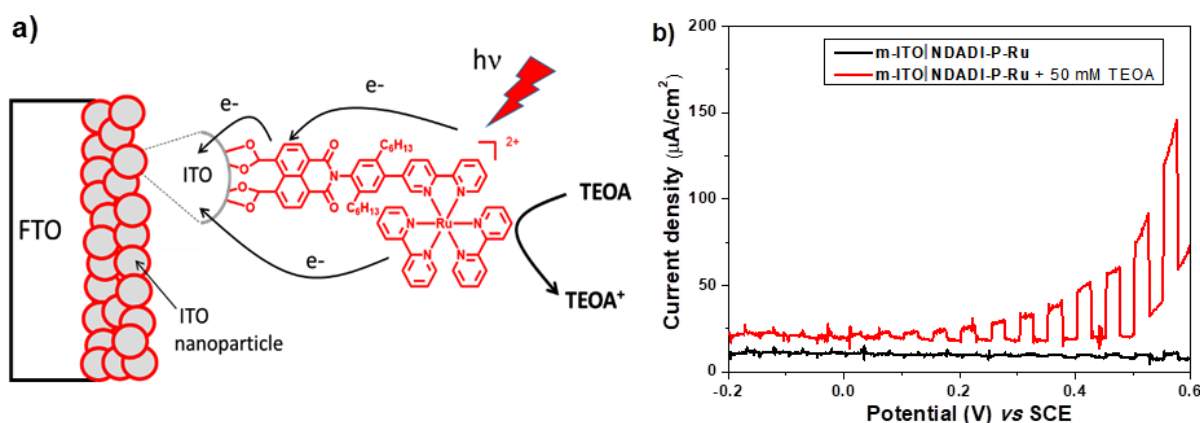 a)
hν
e-
e-
C₆H₁₃
2+
ITO
O
O
O
O
O
N
O
C₆H₁₃
N
N
N
Ru
N
N
N
TEOA
FTO
e-
TEOA⁺
ITO
nanoparticle
b)
200
150
100
50
0
Current density (µA/cm²)
m-ITO|NDADI-P-Ru
m-ITO|NDADI-P-Ru + 50 mM TEOA
-0.2
0.0
0.2
0.4
0.6
Potential (V) vs SCE